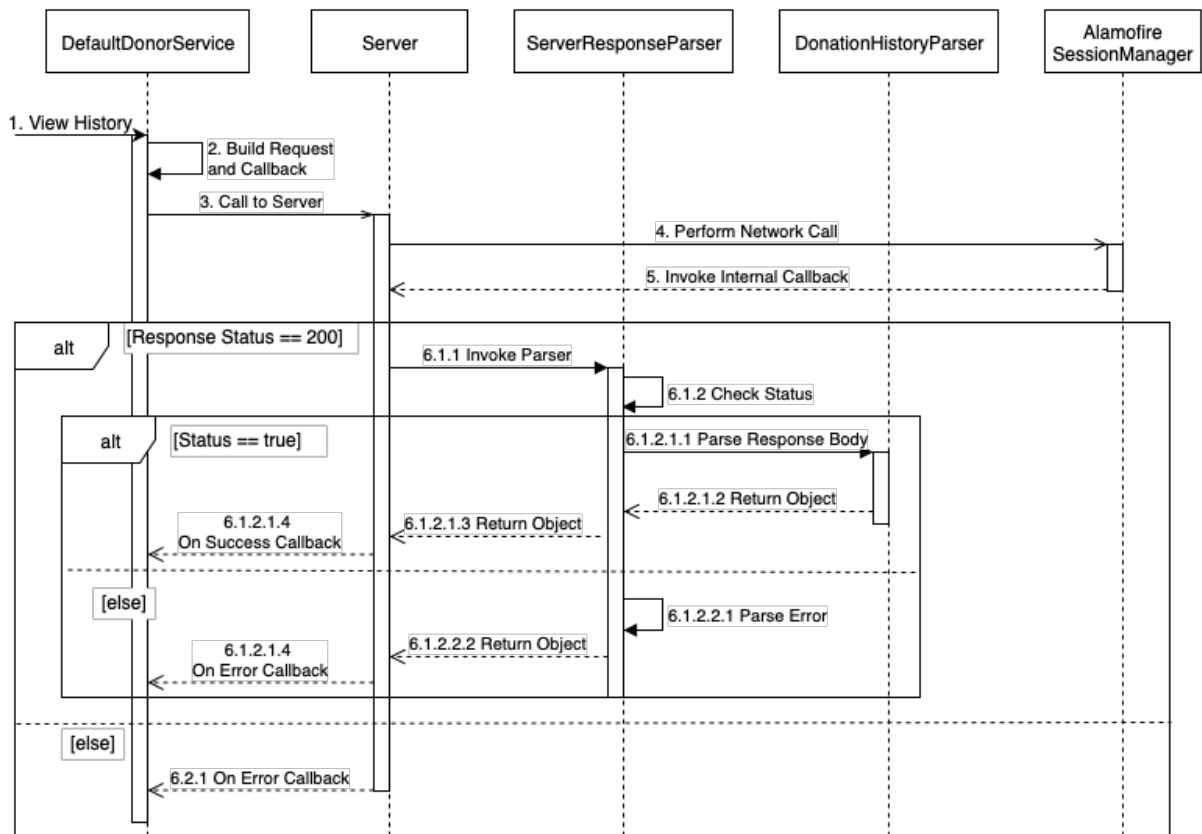 DefaultDonorService
Server
ServerResponseParser
DonationHistoryParser
Alamofire
SessionManager
1. View History
2. Build Request
and Callback
3. Call to Server
4. Perform Network Call
5. Invoke Internal Callback
alt
[Response Status == 200]
6.1.1 Invoke Parser
6.1.2 Check Status
alt
[Status == true]
6.1.2.1.1 Parse Response Body
6.1.2.1.2 Return Object
6.1.2.1.3 Return Object
6.1.2.1.4
On Success Callback
[else]
6.1.2.2.1 Parse Error
6.1.2.2.2 Return Object
6.1.2.1.4
On Error Callback
[else]
6.2.1 On Error Callback